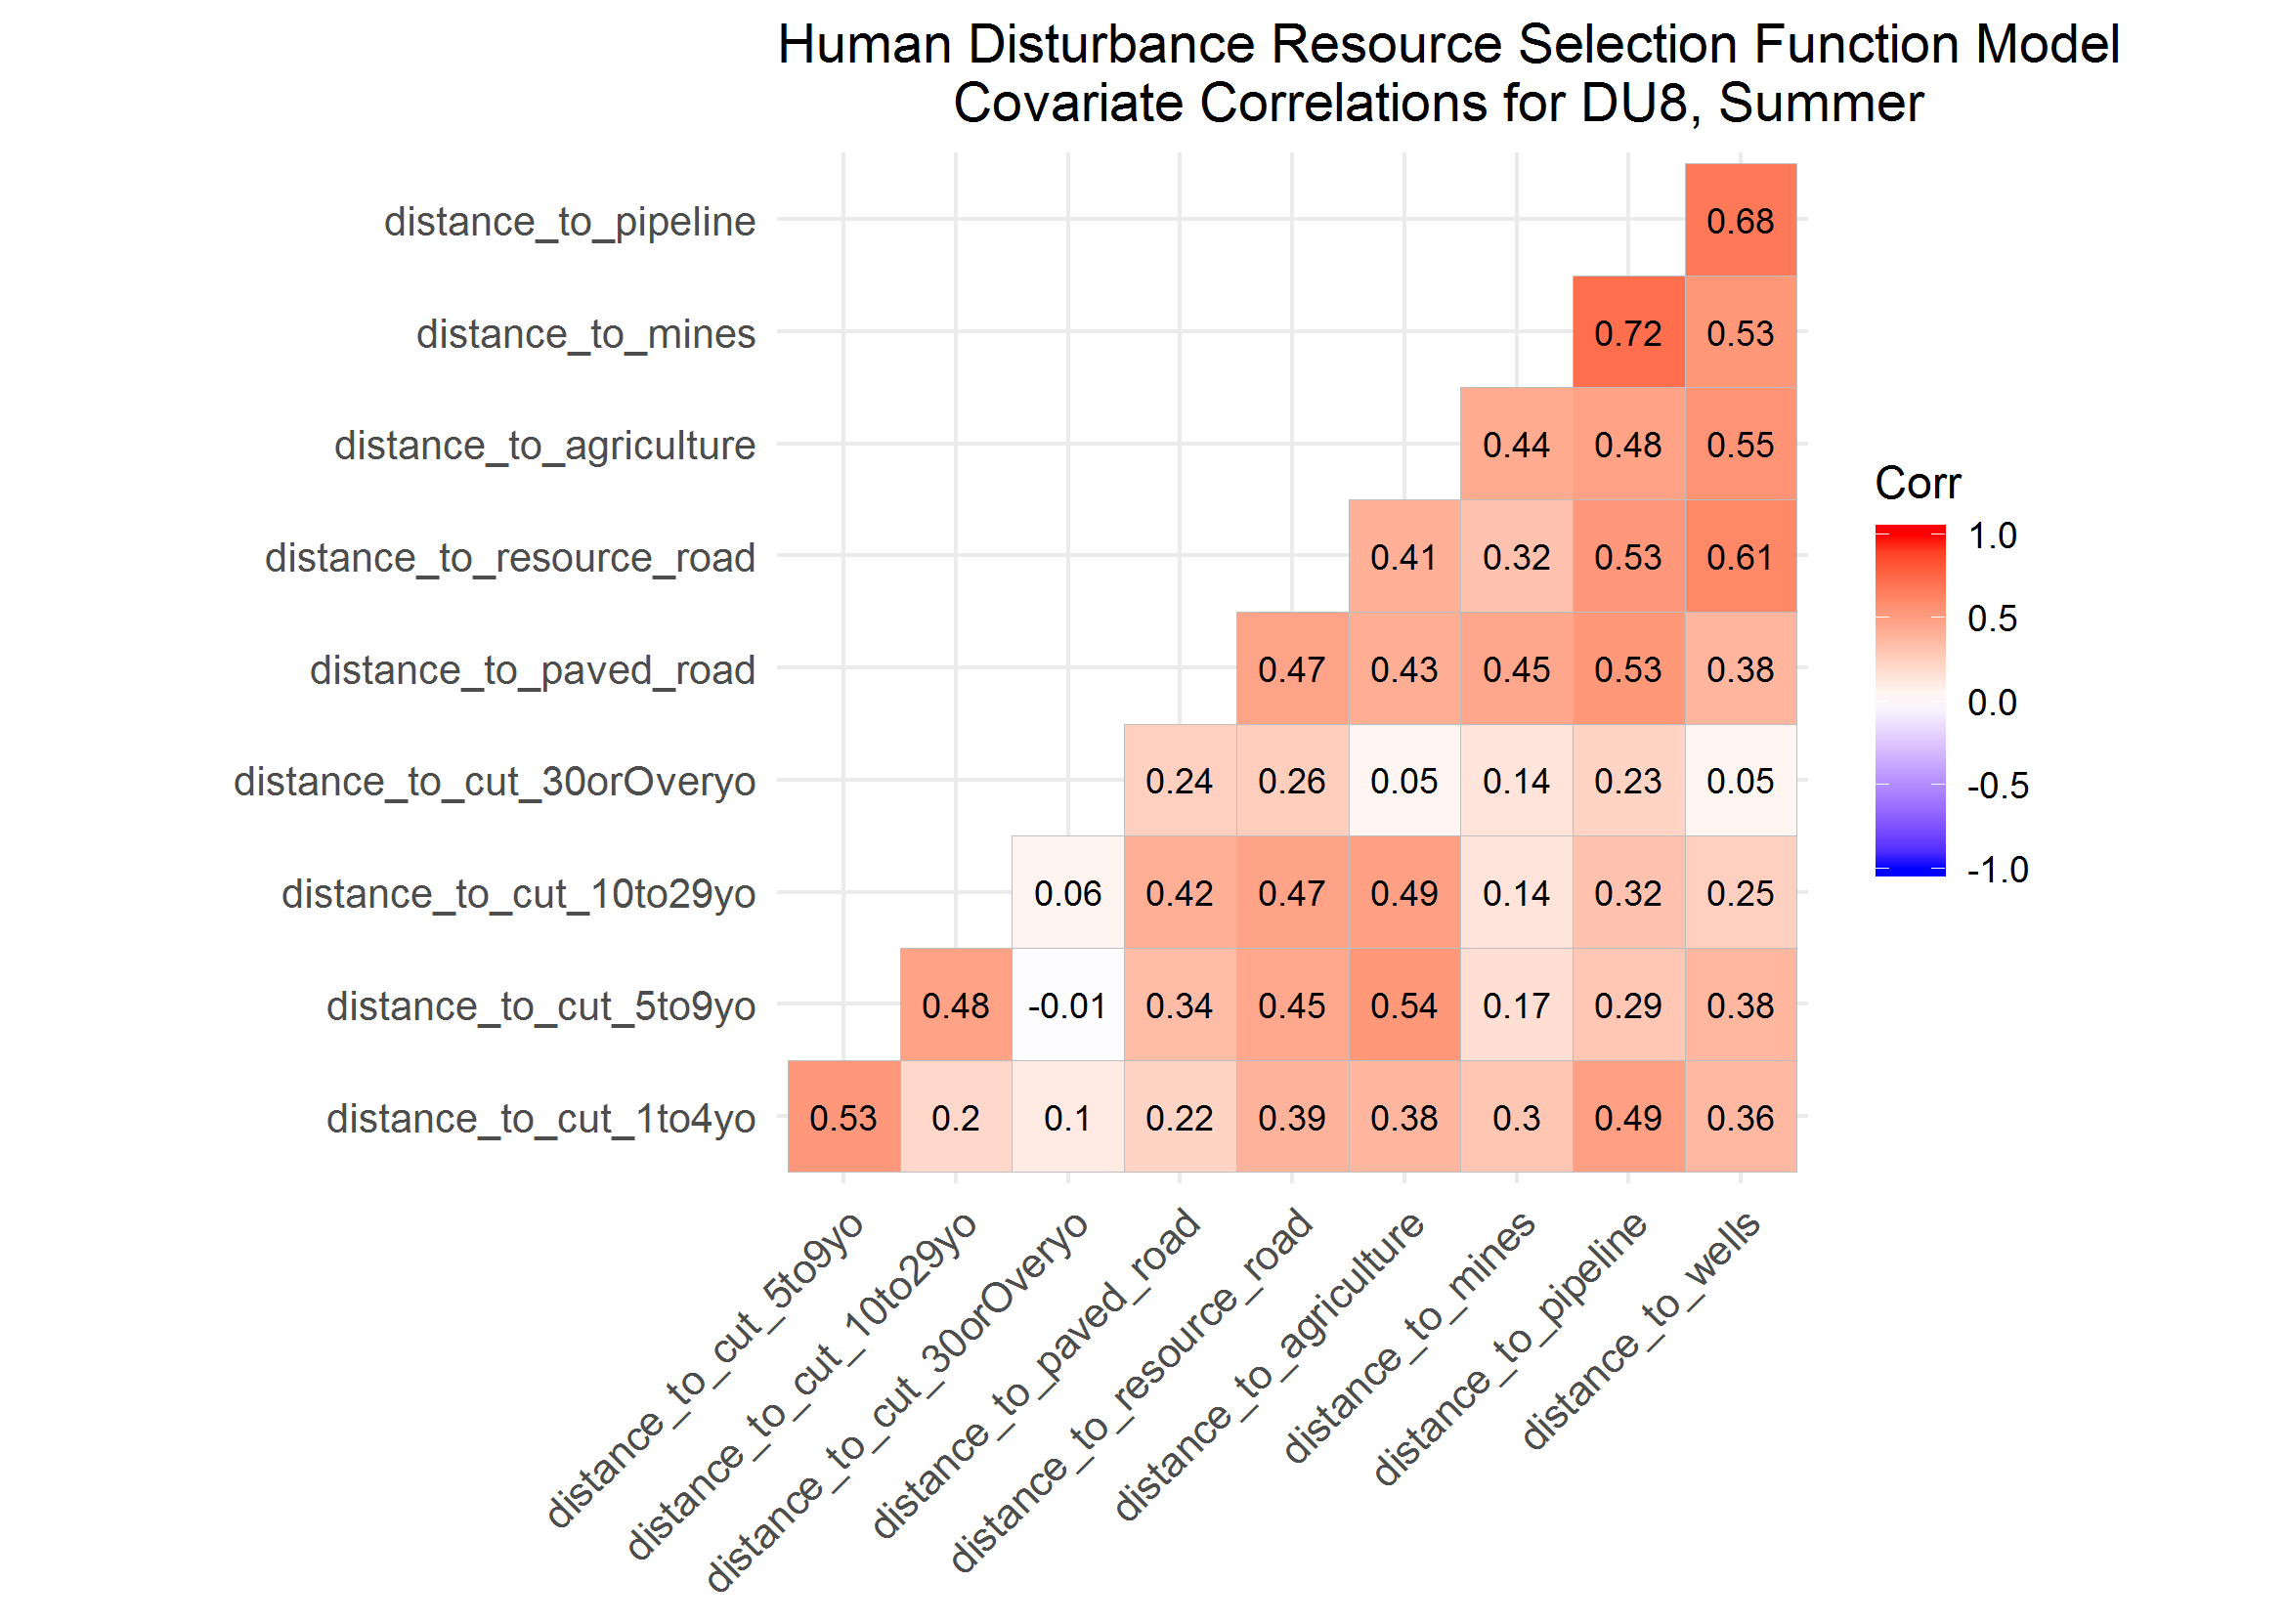 Human Disturbance Resource Selection Function Model
Covariate Correlations for DU8, Summer
distance_to_pipeline 0.68
distance_to_mines 0.72 0.53
distance_to_agriculture 0.44 0.48 0.55
distance_to_resource_road 0.41 0.32 0.53 0.61
distance_to_paved_road 0.47 0.43 0.45 0.53 0.38
distance_to_cut_30orOveryo 0.24 0.26 0.05 0.14 0.23 0.05
distance_to_cut_10to29yo 0.06 0.42 0.47 0.49 0.14 0.32 0.25
distance_to_cut_5to9yo 0.48 -0.01 0.34 0.45 0.54 0.17 0.29 0.38
distance_to_cut_1to4yo 0.53 0.2 0.1 0.22 0.39 0.38 0.3 0.49 0.36
distance_to_cut_5to9yo
distance_to_cut_10to29yo
distance_to_cut_30orOveryo
distance_to_paved_road
distance_to_resource_road
distance_to_agriculture
distance_to_mines
distance_to_pipeline
distance_to_wells
Corr
1.0
0.5
0.0
-0.5
-1.0